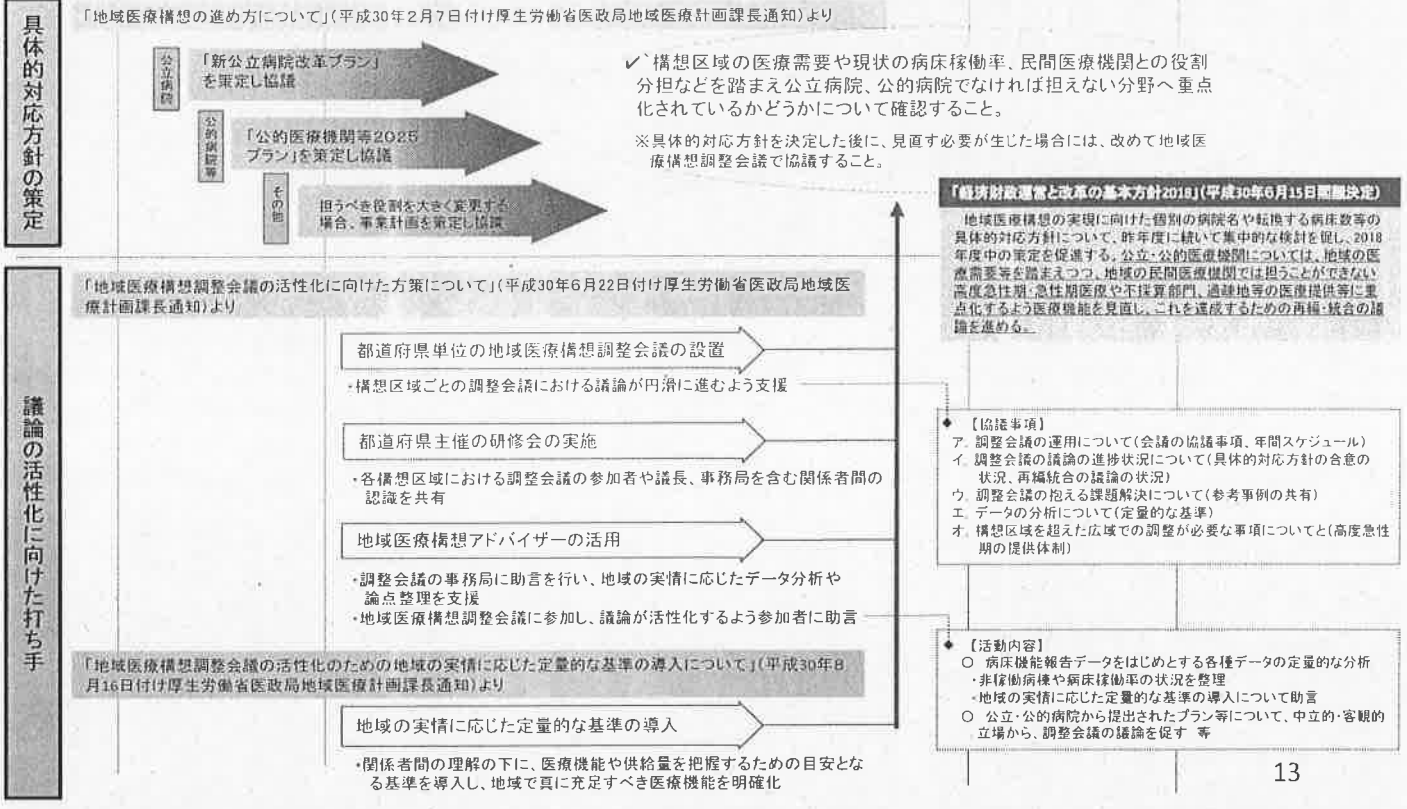 具体的対応方針の策定
「地域医療構想の進め方について」(平成30年2月7日付け厚生労働省医政局地域医療計画課長通知)より
公立病院
「新公立病院改革プラン」
を策定し協議
公的病院等
「公的医療機関等2025
プラン」を策定し協議
その他
担うべき役割を大きく変更する
場合、事業計画を策定し協議
✓`構想区域の医療需要や現状の病床稼働率、民間医療機関との役割
分担などを踏まえ公立病院、公的病院でなければ担えない分野へ重点
化されているかどうかについて確認すること。
※具体的対応方針を決定した後に、見直す必要が生じた場合には、改めて地域医
療構想調整会議で協議すること。
「経済財政運営と改革の基本方針2018」(平成30年6月15日閣議決定)
地域医療構想の実現に向けた個別の病院名や転換する病床数等の
具体的対応方針について、昨年度に続いて集中的な検討を促し、2018
年度中の策定を促進する。公立・公的医療機関については、地域の医
療需要等を踏まえつつ、地域の民間医療機関では担うことができない
高度急性期・急性期医療や不採算部門、過疎地等の医療提供等に重
点化するよう医療機能を見直し、これを達成するための再編・統合の議
論を進める。
議論の活性化に向けた打ち手
「地域医療構想調整会議の活性化に向けた方策について」(平成30年6月22日付け厚生労働省医政局地域医
療計画課長通知)より
都道府県単位の地域医療構想調整会議の設置
・構想区域ごとの調整会議における議論が円滑に進むよう支援
都道府県主催の研修会の実施
・各構想区域における調整会議の参加者や議長、事務局を含む関係者間の
認識を共有
地域医療構想アドバイザーの活用
・調整会議の事務局に助言を行い、地域の実情に応じたデータ分析や
論点整理を支援
・地域医療構想調整会議に参加し、議論が活性化するよう参加者に助言
「地域医療構想調整会議の活性化のための地域の実情に応じた定量的な基準の導入について」(平成30年8
月16日付け厚生労働省医政局地域医療計画課長通知)より
地域の実情に応じた定量的な基準の導入
・関係者間の理解の下に、医療機能や供給量を把握するための目安とな
る基準を導入し、地域で真に充足すべき医療機能を明確化
◆ 【協議事項】
ア. 調整会議の運用について(会議の協議事項、年間スケジュール)
イ. 調整会議の議論の進捗状況について(具体的対応方針の合意の
状況、再編統合の議論の状況)
ウ. 調整会議の抱える課題解決について(参考事例の共有)
エ. データの分析について(定量的な基準)
オ. 構想区域を超えた広域での調整が必要な事項についてと(高度急性
期の提供体制)
◆ 【活動内容】
○ 病床機能報告データをはじめとする各種データの定量的な分析
・非稼働病棟や病床稼働率の状況を整理
・地域の実情に応じた定量的な基準の導入について助言
○ 公立・公的病院から提出されたプラン等について、中立的・客観的
立場から、調整会議の議論を促す 等
13